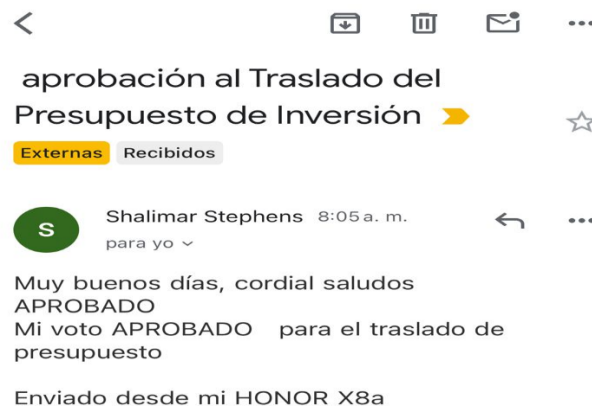 aprobación al Traslado del
Presupuesto de Inversión
Externas Recibidos
S
Shalimar Stephens 8:05 a. m.
para yo
Muy buenos días, cordial saludos
APROBADO
Mi voto APROBADO para el traslado de
presupuesto
Enviado desde mi HONOR X8a